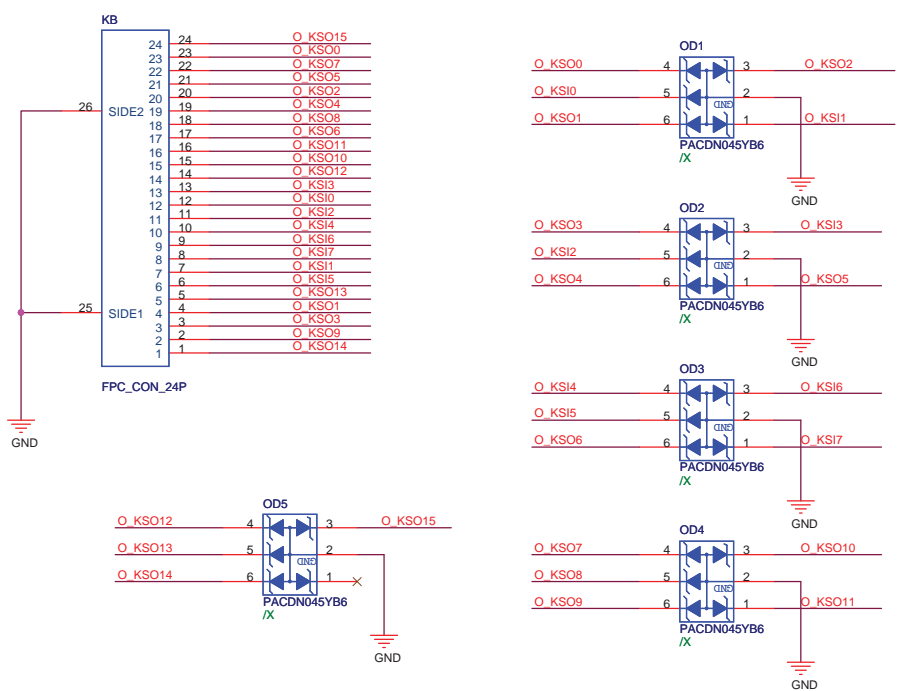 KB
24 24 O_KSO15
23 23 O_KSO0
22 22 O_KSO7
21 21 O_KSO5
20 20 O_KSO2
26 SIDE2 19 19 O_KSO4
18 18 O_KSO8
17 17 O_KSO6
16 16 O_KSO11
15 15 O_KSO10
14 14 O_KSO12
13 13 O_KSI3
12 12 O_KSI0
11 11 O_KSI2
10 10 O_KSI4
9 9 O_KSI6
8 8 O_KSI7
7 7 O_KSI1
6 6 O_KSI5
5 5 O_KSO13
25 SIDE1 4 4 O_KSO1
3 3 O_KSO3
2 2 O_KSO9
1 1 O_KSO14
FPC_CON_24P
GND
OD1
O_KSO0 4 3 O_KSO2
O_KSI0 5 2
GND
O_KSO1 6 1 O_KSI1
PACDN045YB6
/X
GND
OD2
O_KSO3 4 3 O_KSI3
O_KSI2 5 2
GND
O_KSO4 6 1 O_KSO5
PACDN045YB6
/X
GND
OD3
O_KSI4 4 3 O_KSI6
O_KSI5 5 2
GND
O_KSO6 6 1 O_KSI7
PACDN045YB6
/X
GND
OD5
O_KSO12 4 3 O_KSO15
O_KSO13 5 2
GND
O_KSO14 6 1
PACDN045YB6
/X
GND
OD4
O_KSO7 4 3 O_KSO10
O_KSO8 5 2
GND
O_KSO9 6 1 O_KSO11
PACDN045YB6
/X
GND